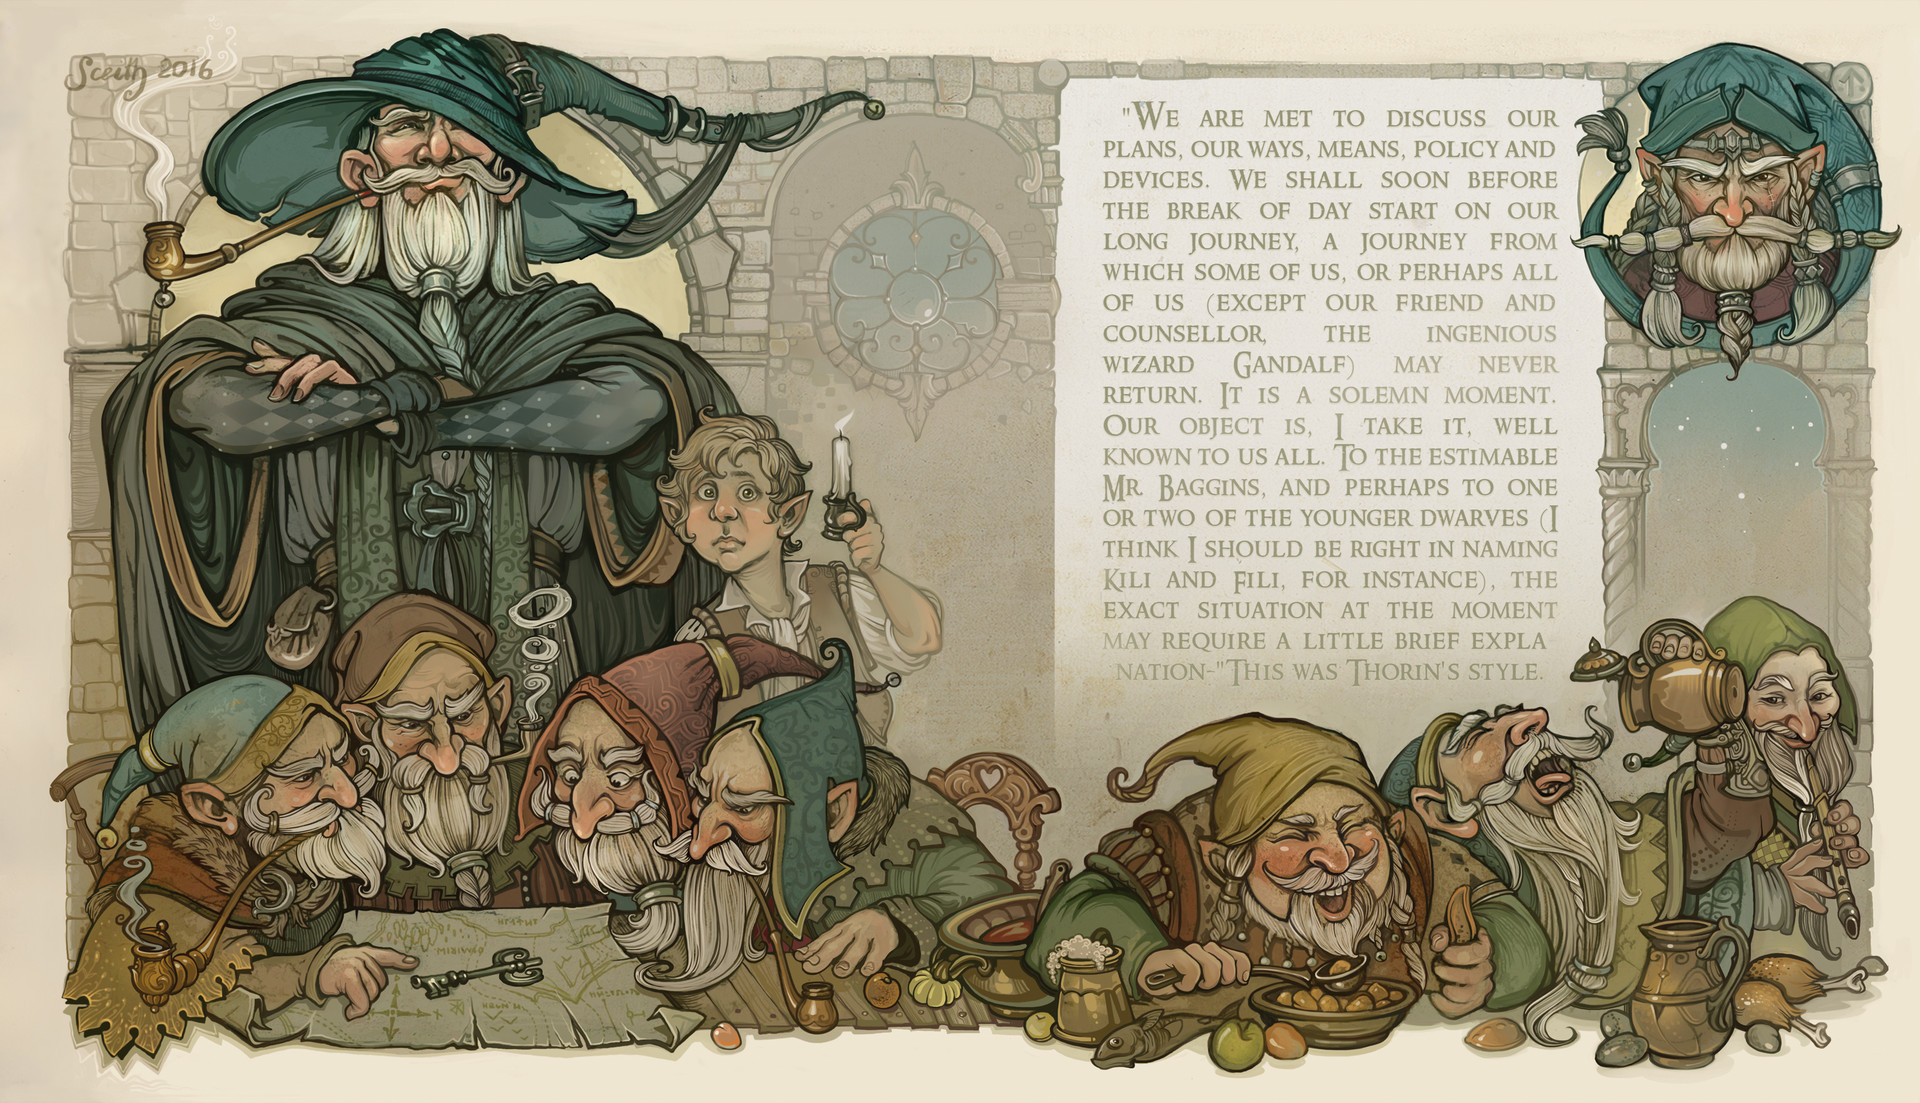 Sceith 2016
"WE ARE MET TO DISCUSS OUR
PLANS, OUR WAYS, MEANS, POLICY AND
DEVICES. WE SHALL SOON BEFORE
THE BREAK OF DAY START ON OUR
LONG JOURNEY, A JOURNEY FROM
WHICH SOME OF US, OR PERHAPS ALL
OF US (EXCEPT OUR FRIEND AND
COUNSELLOR, THE INGENIOUS
WIZARD GANDALF) MAY NEVER
RETURN. IT IS A SOLEMN MOMENT.
OUR OBJECT IS, I TAKE IT, WELL
KNOWN TO US ALL. TO THE ESTIMABLE
MR. BAGGINS, AND PERHAPS TO ONE
OR TWO OF THE YOUNGER DWARVES (I
THINK I SHOULD BE RIGHT IN NAMING
KILI AND FILI, FOR INSTANCE), THE
EXACT SITUATION AT THE MOMENT
MAY REQUIRE A LITTLE BRIEF EXPLA
NATION-"THIS WAS THORIN'S STYLE.